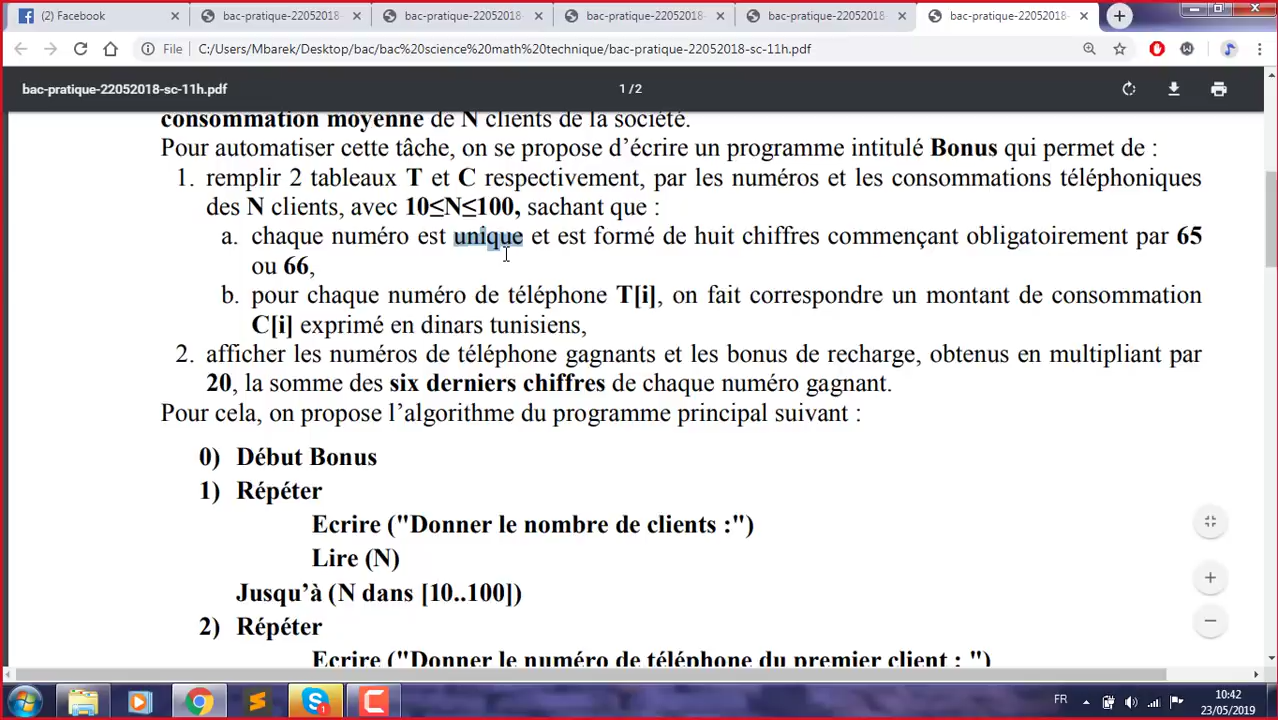 (2) Facebook
bac-pratique-22052018-
bac-pratique-22052018-
bac-pratique-22052018-
bac-pratique-22052018-
bac-pratique-22052018-
File
C:/Users/Mbarek/Desktop/bac/bac%20science%20math%20technique/bac-pratique-22052018-sc-11h.pdf
bac-pratique-22052018-sc-11h.pdf
1 / 2
consommation moyenne de N clients de la société.
Pour automatiser cette tâche, on se propose d’écrire un programme intitulé Bonus qui permet de :
1. remplir 2 tableaux T et C respectivement, par les numéros et les consommations téléphoniques
des N clients, avec 10≤N≤100, sachant que :
a. chaque numéro est unique et est formé de huit chiffres commençant obligatoirement par 65
ou 66,
b. pour chaque numéro de téléphone T[i], on fait correspondre un montant de consommation
C[i] exprimé en dinars tunisiens,
2. afficher les numéros de téléphone gagnants et les bonus de recharge, obtenus en multipliant par
20, la somme des six derniers chiffres de chaque numéro gagnant.
Pour cela, on propose l’algorithme du programme principal suivant :
0) Début Bonus
1) Répéter
Ecrire ("Donner le nombre de clients :")
Lire (N)
Jusqu’à (N dans [10..100])
2) Répéter
Ecrire ("Donner le numéro de téléphone du premier client : ")
FR
10:42
23/05/2019